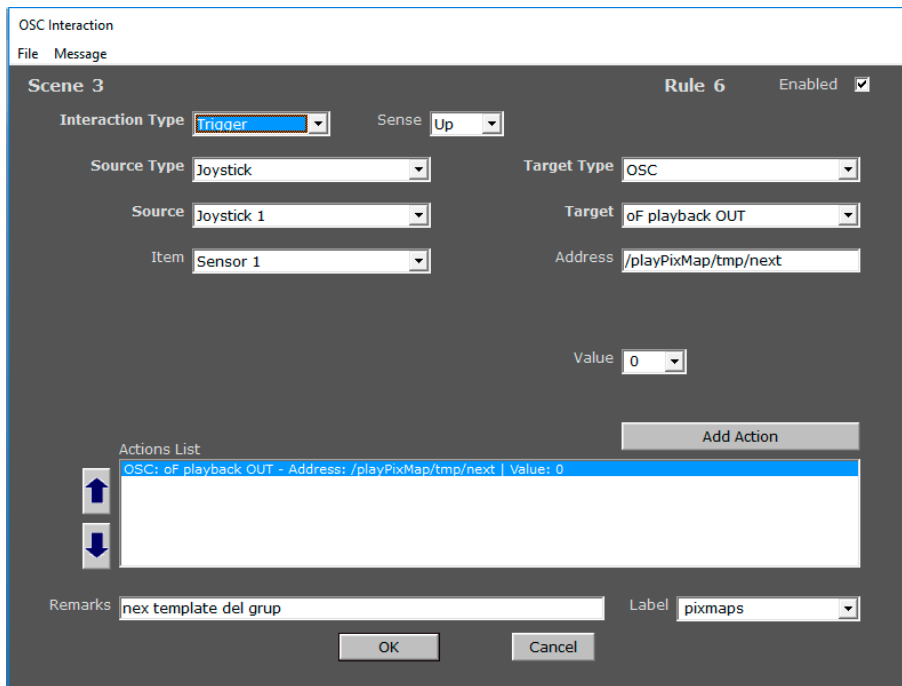 OSC Interaction
File Message
Scene 3 Rule 6 Enabled
Interaction Type Trigger Sense Up
Source Type Joystick Target Type OSC
Source Joystick 1 Target oF playback OUT
Item Sensor 1 Address /playPixMap/tmp/next
Value 0
Add Action
Actions List
OSC: oF playback OUT - Address: /playPixMap/tmp/next | Value: 0
Remarks nex template del grup Label pixmaps
OK Cancel